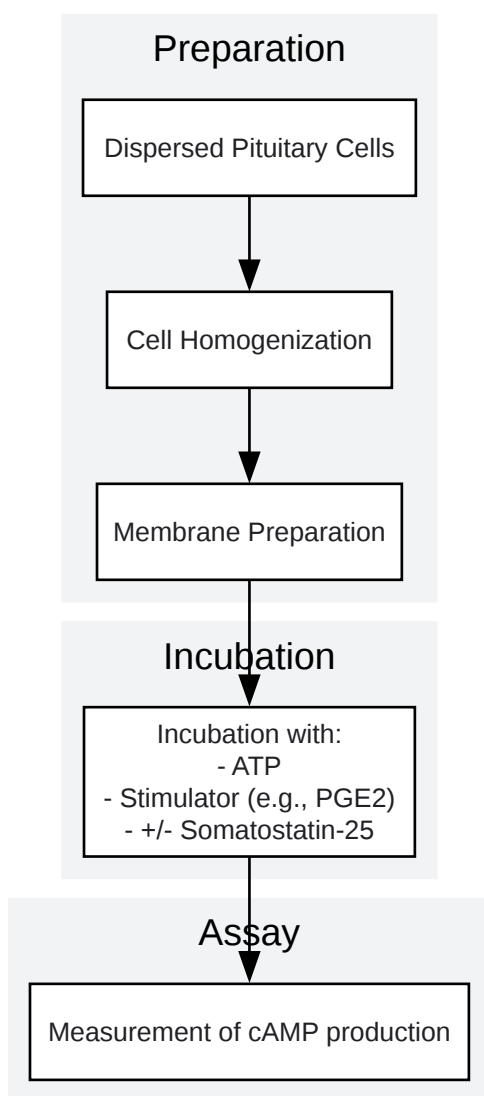 Preparation
Dispersed Pituitary Cells
Cell Homogenization
Membrane Preparation
Incubation
Incubation with:
- ATP
- Stimulator (e.g., PGE2)
- +/- Somatostatin-25
Assay
Measurement of cAMP production